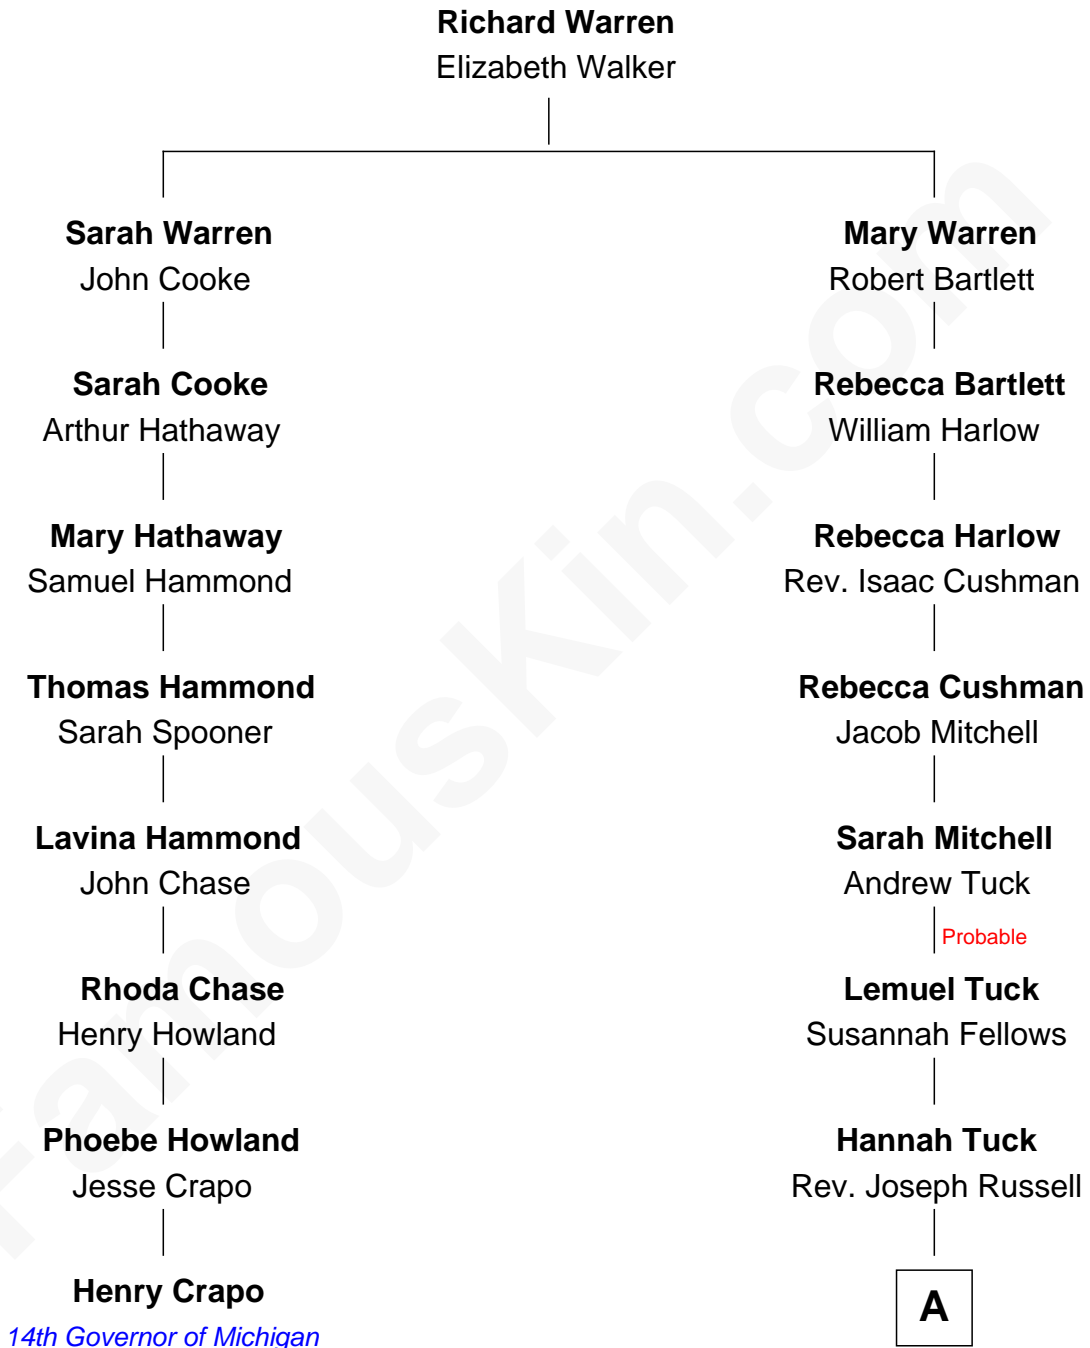 Richard Warren
Elizabeth Walker
Sarah Warren
John Cooke
Mary Warren
Robert Bartlett
Sarah Cooke
Arthur Hathaway
Rebecca Bartlett
William Harlow
Mary Hathaway
Samuel Hammond
Rebecca Harlow
Rev. Isaac Cushman
Thomas Hammond
Sarah Spooner
Rebecca Cushman
Jacob Mitchell
Lavina Hammond
John Chase
Sarah Mitchell
Andrew Tuck
Probable
Rhoda Chase
Henry Howland
Lemuel Tuck
Susannah Fellows
Phoebe Howland
Jesse Crapo
Hannah Tuck
Rev. Joseph Russell
Henry Crapo
14th Governor of Michigan
A
FamousKin.com